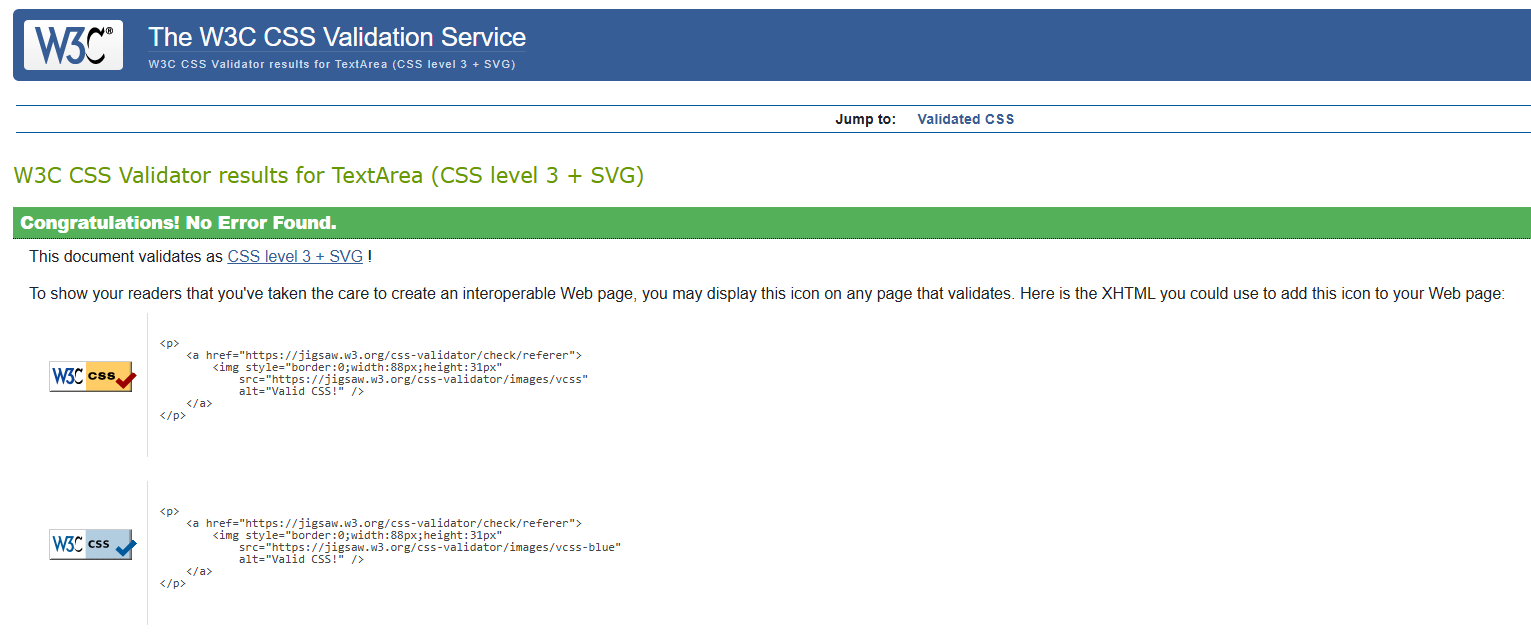 W3C®
The W3C CSS Validation Service
W3C CSS Validator results for TextArea (CSS level 3 + SVG)
Jump to: Validated CSS
W3C CSS Validator results for TextArea (CSS level 3 + SVG)
Congratulations! No Error Found.
This document validates as CSS level 3 + SVG !
To show your readers that you've taken the care to create an interoperable Web page, you may display this icon on any page that validates. Here is the XHTML you could use to add this icon to your Web page:
W3C css
<p>
    <a href="https://jigsaw.w3.org/css-validator/check/referer">
        <img style="border:0;width:88px;height:31px"
            src="https://jigsaw.w3.org/css-validator/images/vcss"
            alt="Valid CSS!" />
    </a>
</p>
W3C css
<p>
    <a href="https://jigsaw.w3.org/css-validator/check/referer">
        <img style="border:0;width:88px;height:31px"
            src="https://jigsaw.w3.org/css-validator/images/vcss-blue"
            alt="Valid CSS!" />
    </a>
</p>